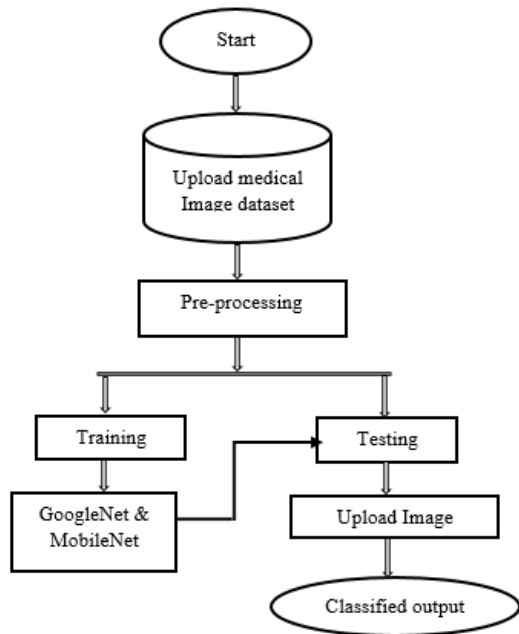 Start
Upload medical
Image dataset
Pre-processing
Training
Testing
GoogleNet &
MobileNet
Upload Image
Classified output